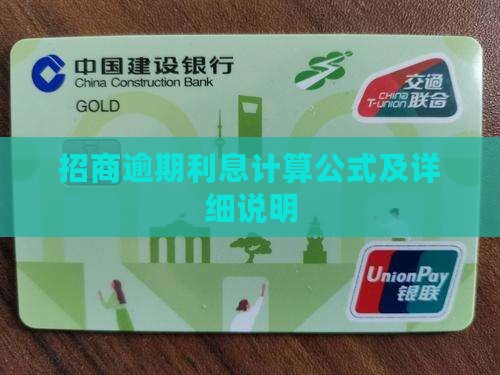 中国建设银行
China Construction Bank
GOLD
交通
CHINA
T-UNION 联合
招商逾期利息计算公式及详
细说明
UnionPay
银联